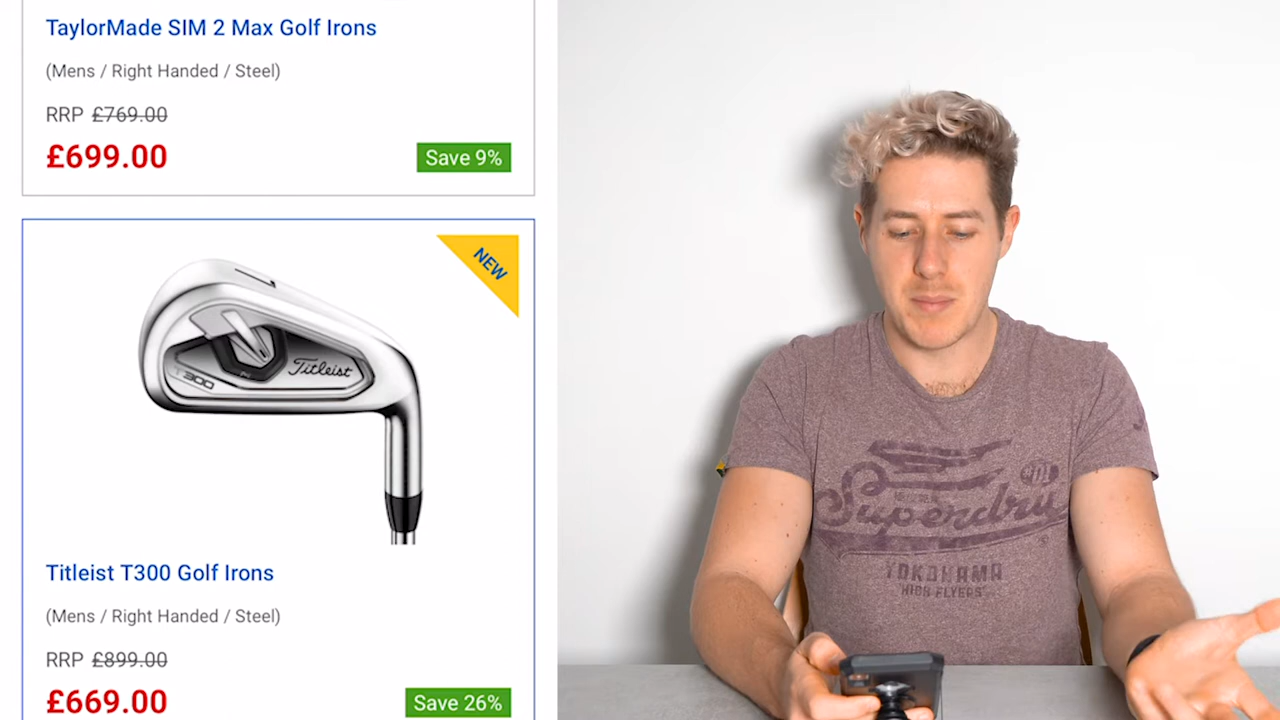 TaylorMade SIM 2 Max Golf Irons
(Mens / Right Handed / Steel)
RRP £769.00
£699.00
Save 9%
NEW
Titleist
T300
Titleist T300 Golf Irons
(Mens / Right Handed / Steel)
RRP £899.00
£669.00
Save 26%
Superdry
YOKOHAMA
HIGH FLYERS